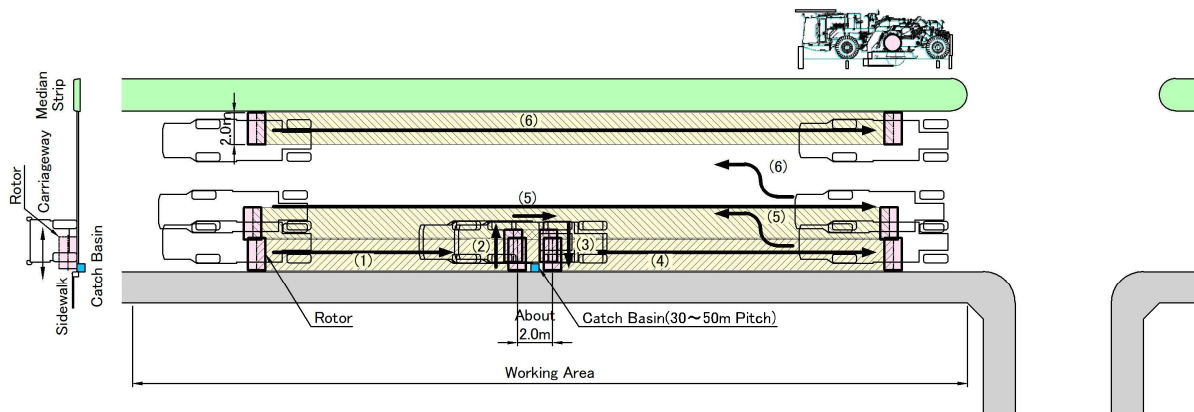 Median
Strip
Carriageway
Rotor
Catch Basin
Sidewalk
2.0m
(6)
(6)
(5)
(5)
(2)
(3)
(1)
(4)
Rotor
About
2.0m
Catch Basin(30~50m Pitch)
Working Area